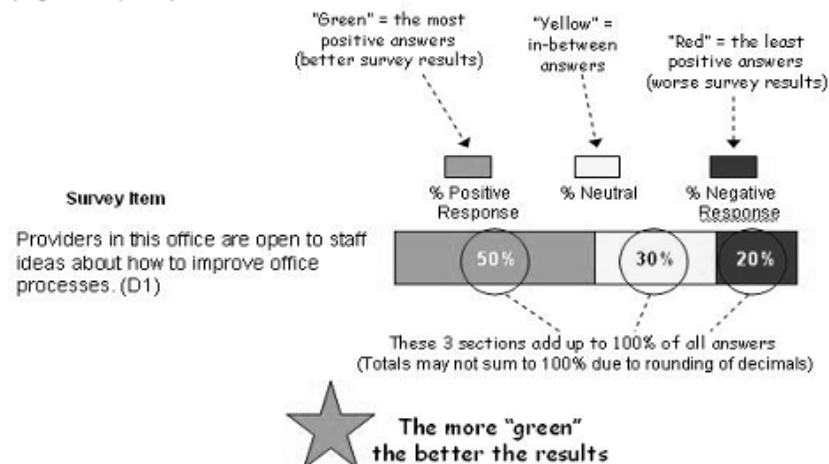 "Green" = the most
positive answers
(better survey results)
"Yellow" =
in-between
answers
"Red" = the least
positive answers
(worse survey results)
Survey Item
% Positive
Response
% Neutral
% Negative
Response
Providers in this office are open to staff
ideas about how to improve office
processes. (D1)
50%
30%
20%
These 3 sections add up to 100% of all answers
(Totals may not sum to 100% due to rounding of decimals)
The more "green"
the better the results